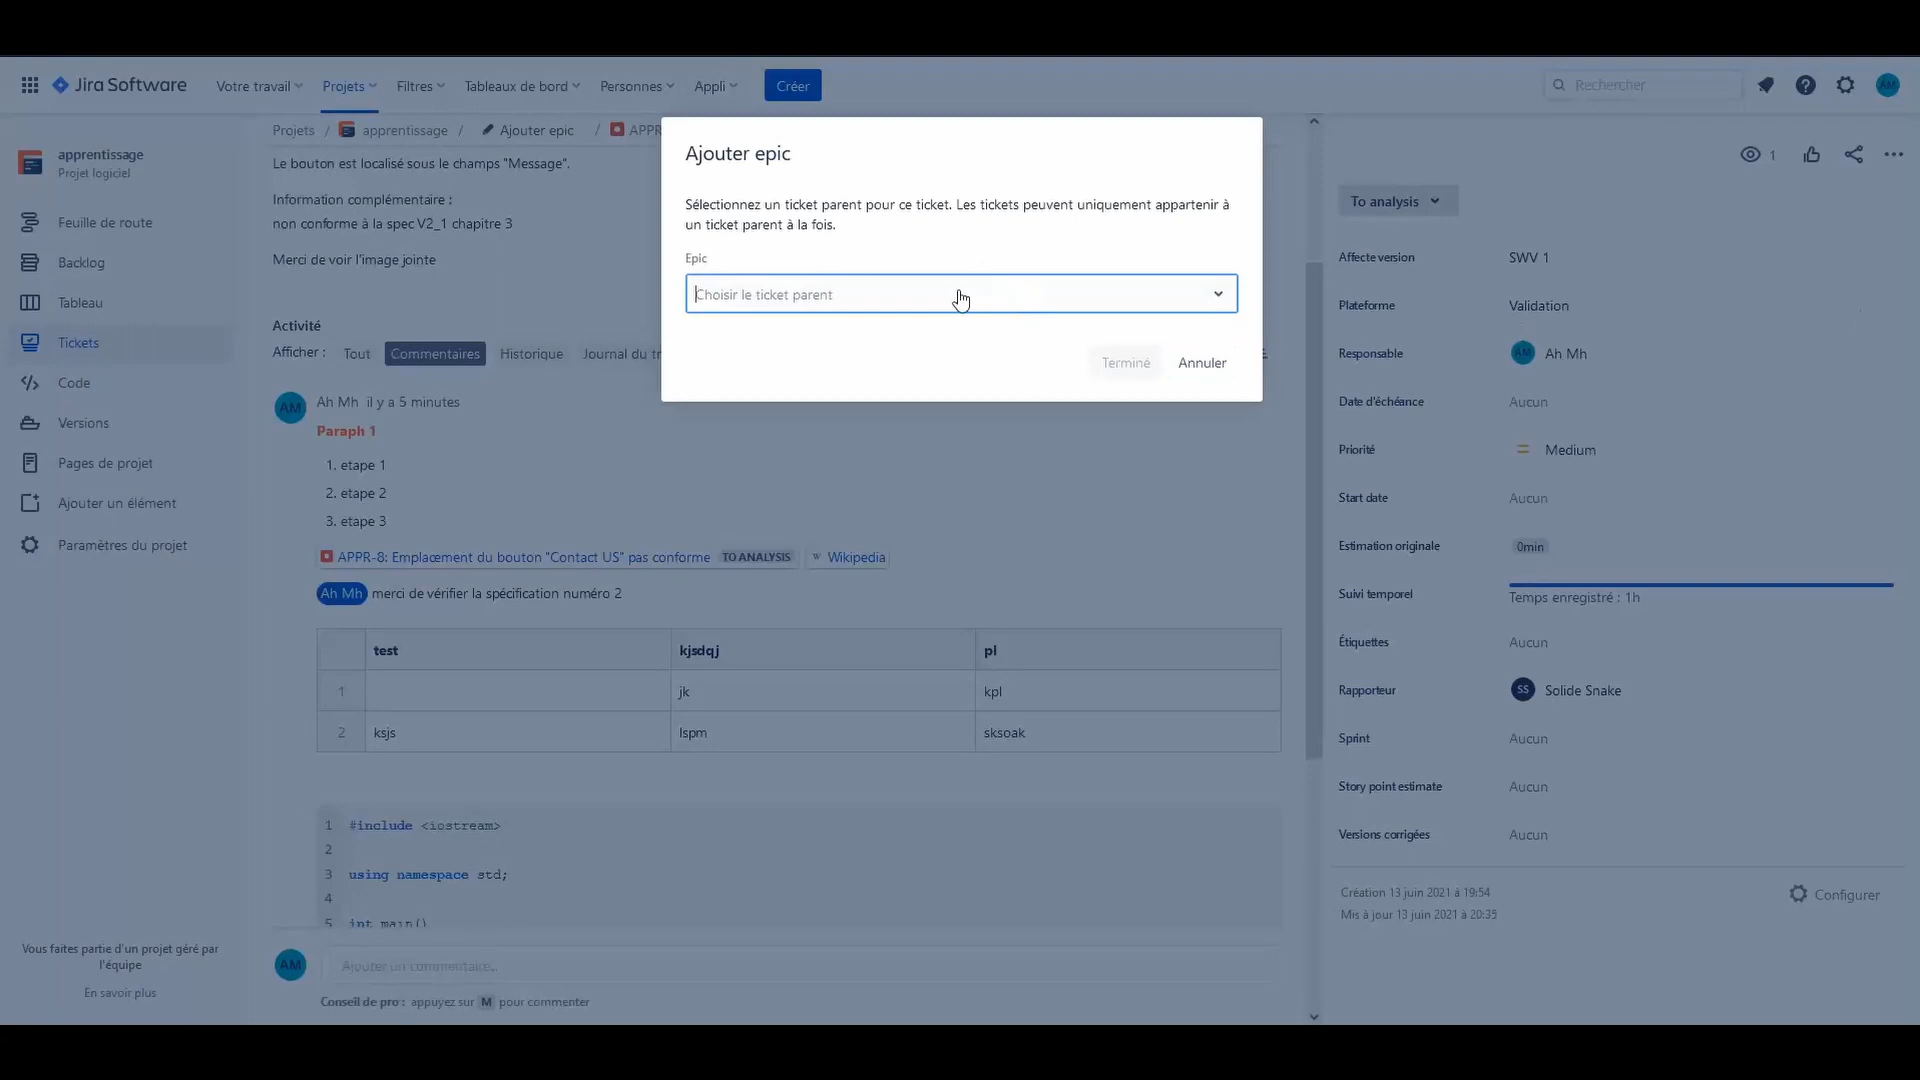 Jira Software
Votre travail
Projets
Filtres
Tableaux de bord
Personnes
Appli
Créer
Rechercher
AM
apprentissage
Projet logiciel
Feuille de route
Backlog
Tableau
Tickets
Code
Versions
Pages de projet
Ajouter un élément
Paramètres du projet
Vous faites partie d'un projet géré par
l'équipe
En savoir plus
Projets / apprentissage / Ajouter epic / APPR
Le bouton est localisé sous le champs "Message".
Information complémentaire :
non conforme à la spec V2_1 chapitre 3
Merci de voir l'image jointe
Activité
Afficher : Tout Commentaires Historique Journal du tr
AM Ah Mh il y a 5 minutes
Paraph 1
1. etape 1
2. etape 2
3. etape 3
APPR-8: Emplacement du bouton "Contact US" pas conforme TO ANALYSIS W Wikipedia
Ah Mh merci de vérifier la spécification numéro 2
test kjsdqj pl
1 jk kpl
2 ksjs lspm sksoak
1 #include <iostream>
2
3 using namespace std;
4
5 int main()
AM Ajouter un commentaire...
Conseil de pro : appuyez sur M pour commenter
Ajouter epic
Sélectionnez un ticket parent pour ce ticket. Les tickets peuvent uniquement appartenir à
un ticket parent à la fois.
Epic
Choisir le ticket parent
Terminé Annuler
1
To analysis
Affecte version SWV 1
Plateforme Validation
Responsable AM Ah Mh
Date d'échéance Aucun
Priorité Medium
Start date Aucun
Estimation originale 0min
Suivi temporel Temps enregistré : 1h
Étiquettes Aucun
Rapporteur SS Solide Snake
Sprint Aucun
Story point estimate Aucun
Versions corrigées Aucun
Création 13 juin 2021 à 19:54
Mis à jour 13 juin 2021 à 20:35
Configurer